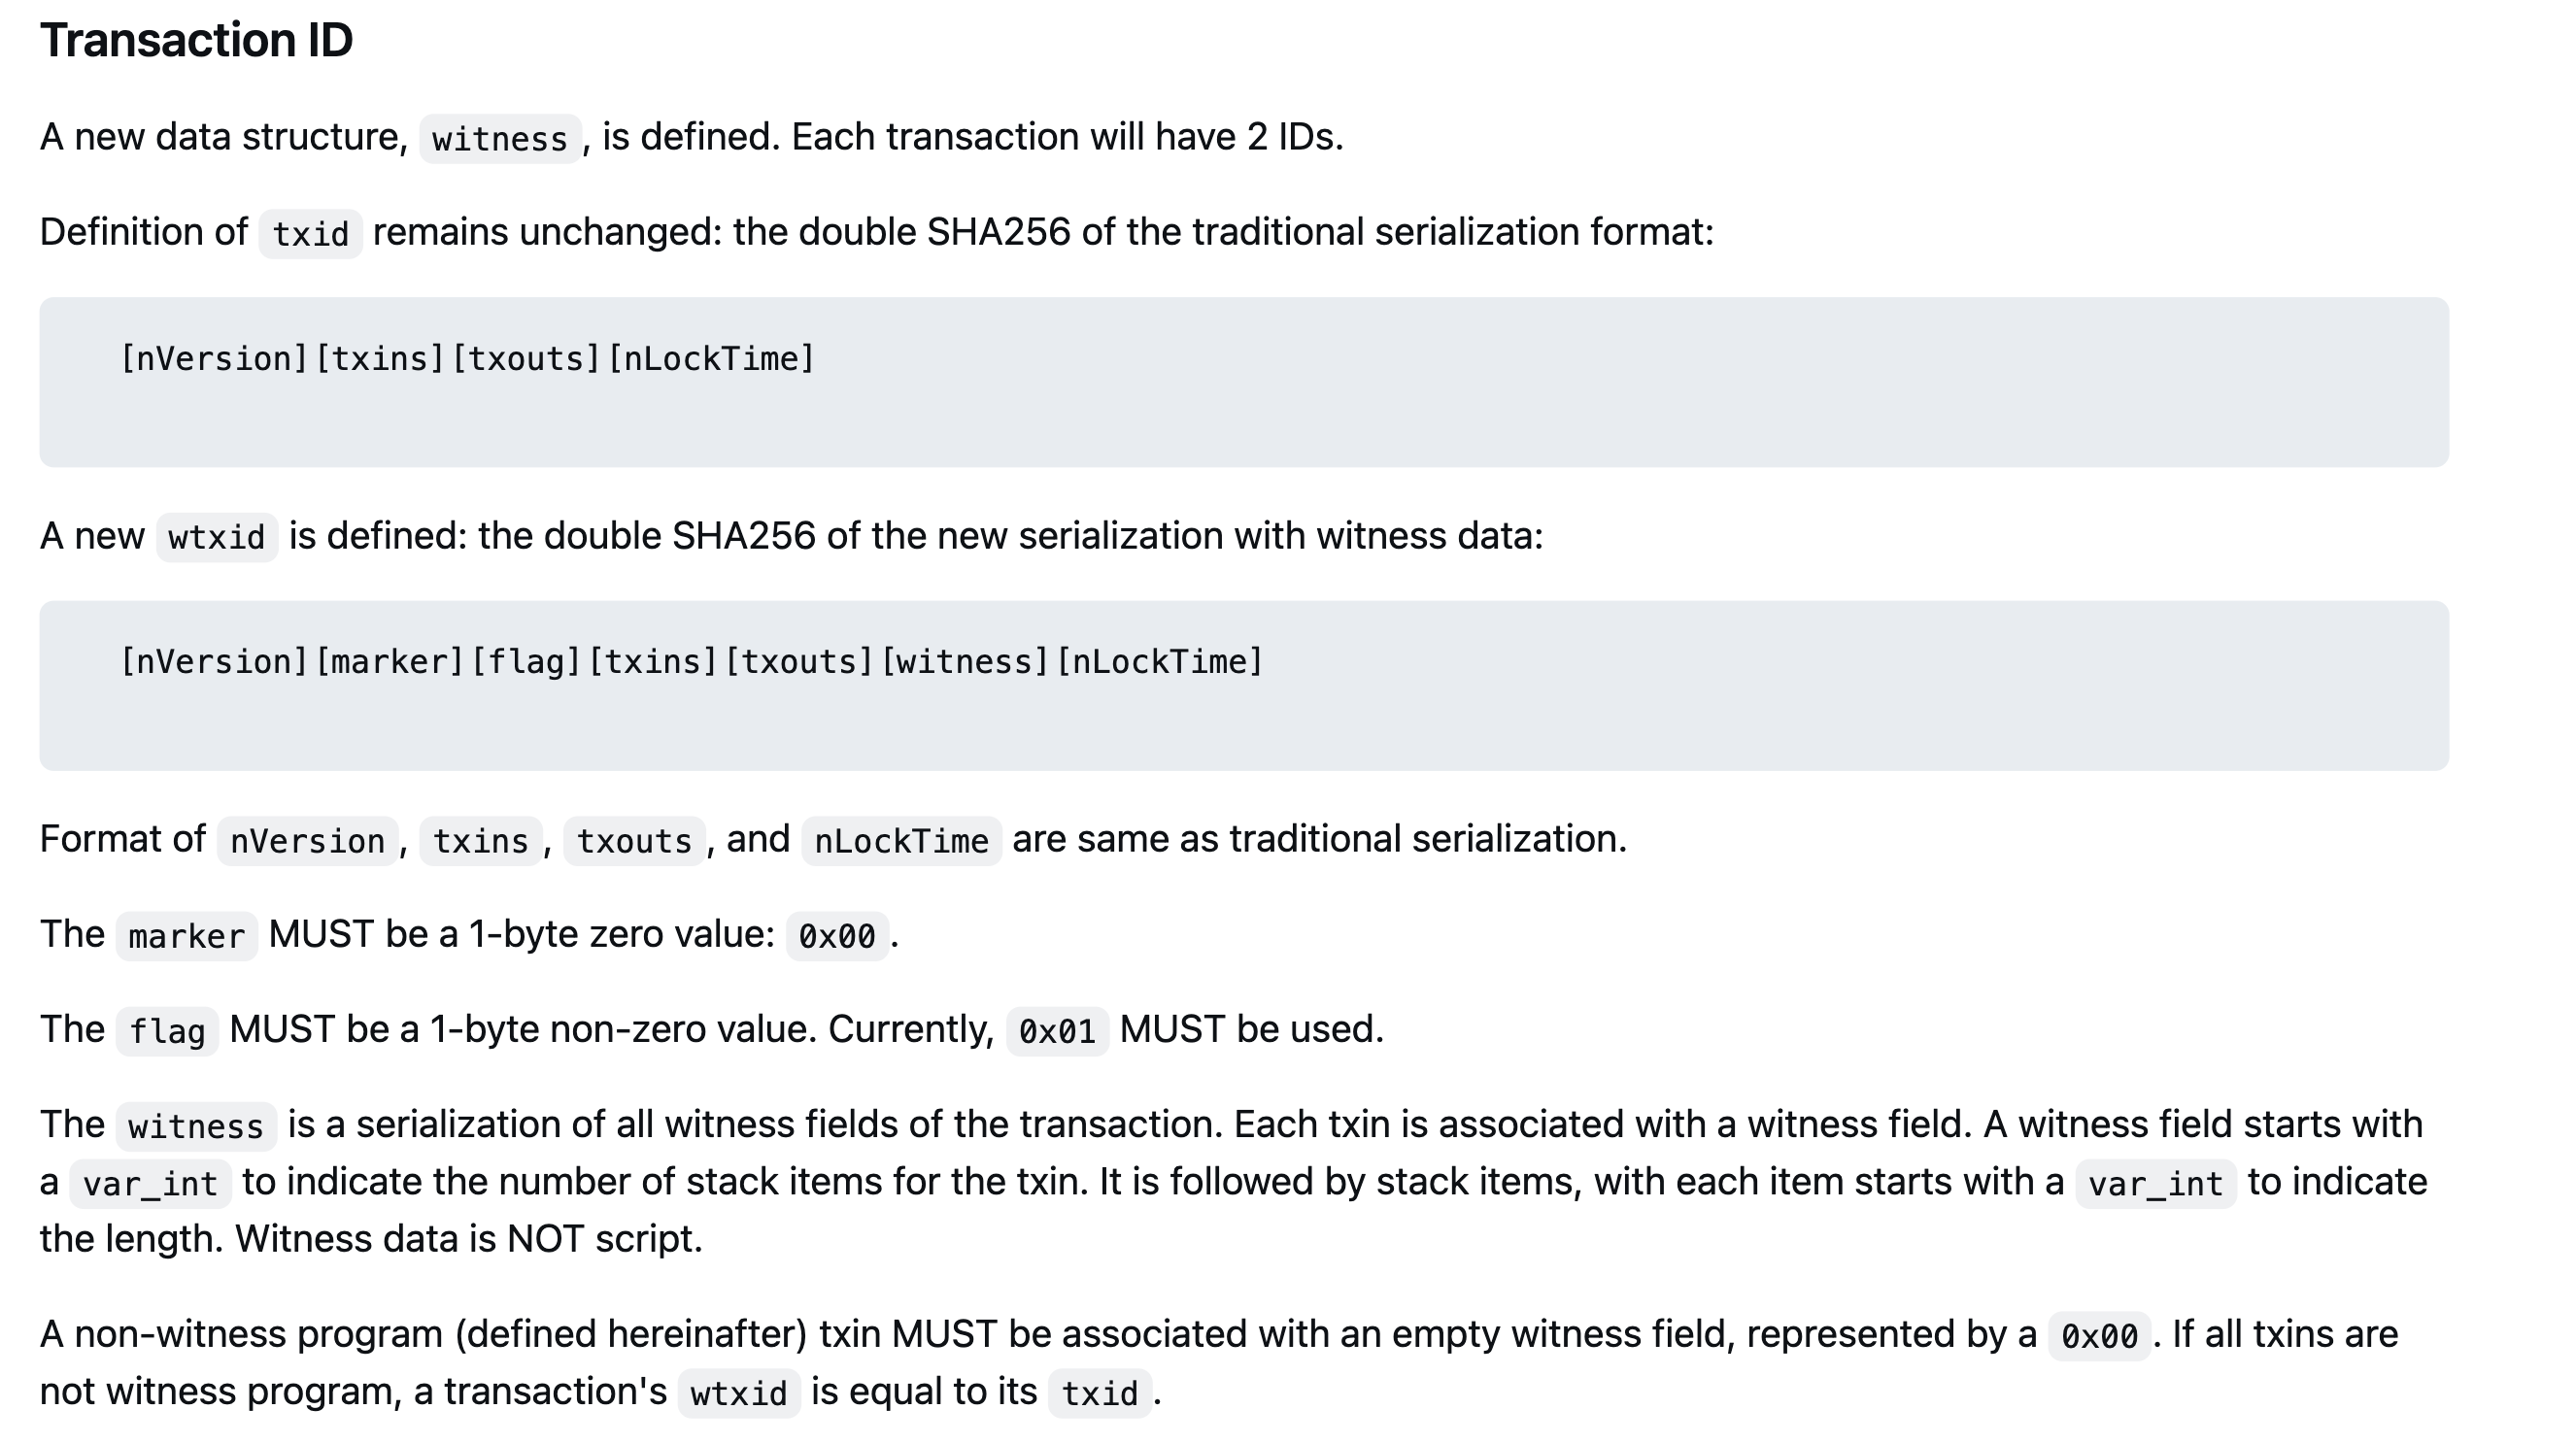 Transaction ID
A new data structure, witness, is defined. Each transaction will have 2 IDs.
Definition of txid remains unchanged: the double SHA256 of the traditional serialization format:
[nVersion][txins][txouts][nLockTime]
A new wtxid is defined: the double SHA256 of the new serialization with witness data:
[nVersion][marker][flag][txins][txouts][witness][nLockTime]
Format of nVersion, txins, txouts, and nLockTime are same as traditional serialization.
The marker MUST be a 1-byte zero value: 0x00.
The flag MUST be a 1-byte non-zero value. Currently, 0x01 MUST be used.
The witness is a serialization of all witness fields of the transaction. Each txin is associated with a witness field. A witness field starts with
a var_int to indicate the number of stack items for the txin. It is followed by stack items, with each item starts with a var_int to indicate
the length. Witness data is NOT script.
A non-witness program (defined hereinafter) txin MUST be associated with an empty witness field, represented by a 0x00. If all txins are
not witness program, a transaction's wtxid is equal to its txid.